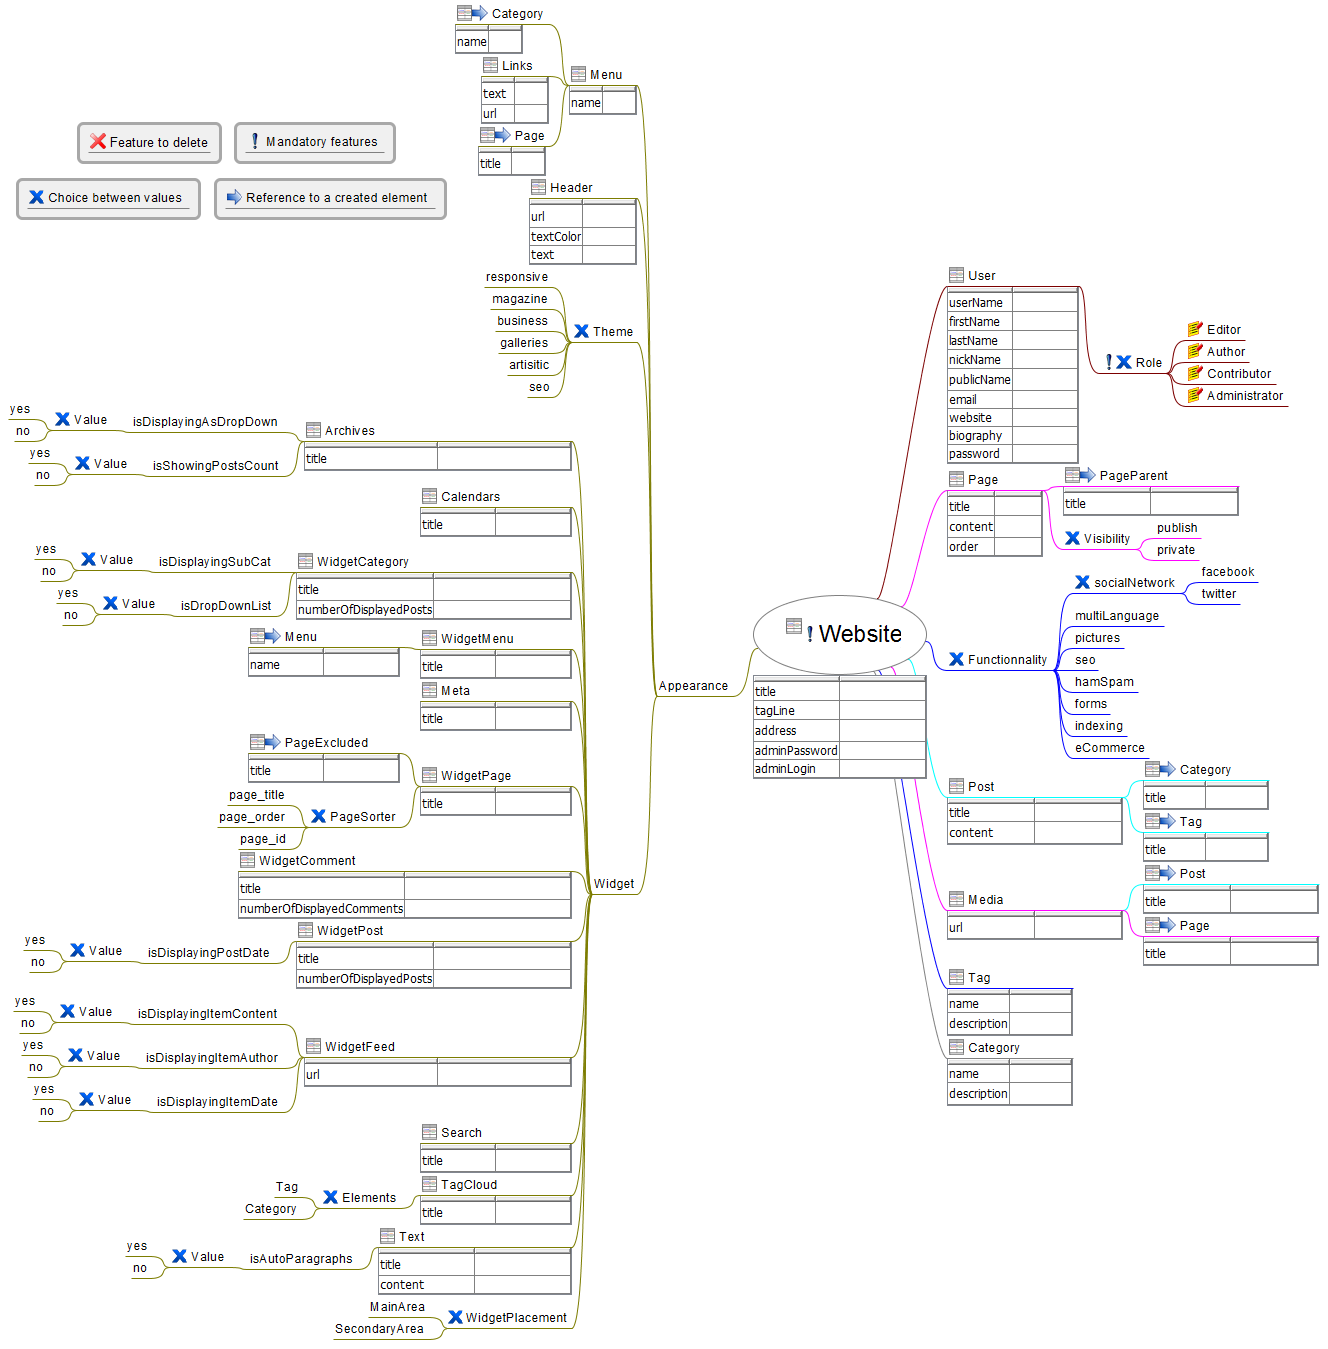 Category
name
Links
text
url
Page
title
Menu
name
Feature to delete
Mandatory features
Choice between values
Reference to a created element
Header
url
textColor
text
responsive
magazine
business
galleries
artisitic
seo
Theme
yes
no
Value
isDisplayingAsDropDown
yes
no
Value
isShowingPostsCount
Archives
title
Calendars
title
yes
no
Value
isDisplayingSubCat
yes
no
Value
isDropDownList
WidgetCategory
title
numberOfDisplayedPosts
Menu
name
WidgetMenu
title
Meta
title
PageExcluded
title
page_title
page_order
page_id
PageSorter
WidgetPage
title
WidgetComment
title
numberOfDisplayedComments
yes
no
Value
isDisplayingPostDate
WidgetPost
title
numberOfDisplayedPosts
yes
no
Value
isDisplayingItemContent
yes
no
Value
isDisplayingItemAuthor
yes
no
Value
isDisplayingItemDate
WidgetFeed
url
Search
title
Tag
Category
Elements
TagCloud
title
yes
no
Value
isAutoParagraphs
Text
title
content
MainArea
SecondaryArea
WidgetPlacement
Widget
Appearance
Website
title
tagLine
address
adminPassword
adminLogin
User
userName
firstName
lastName
nickName
publicName
email
website
biography
password
Role
Editor
Author
Contributor
Administrator
Page
title
content
order
PageParent
title
Visibility
publish
private
Functionnality
socialNetwork
facebook
twitter
multiLanguage
pictures
seo
hamSpam
forms
indexing
eCommerce
Post
title
content
Category
title
Tag
title
Media
url
Post
title
Page
title
Tag
name
description
Category
name
description